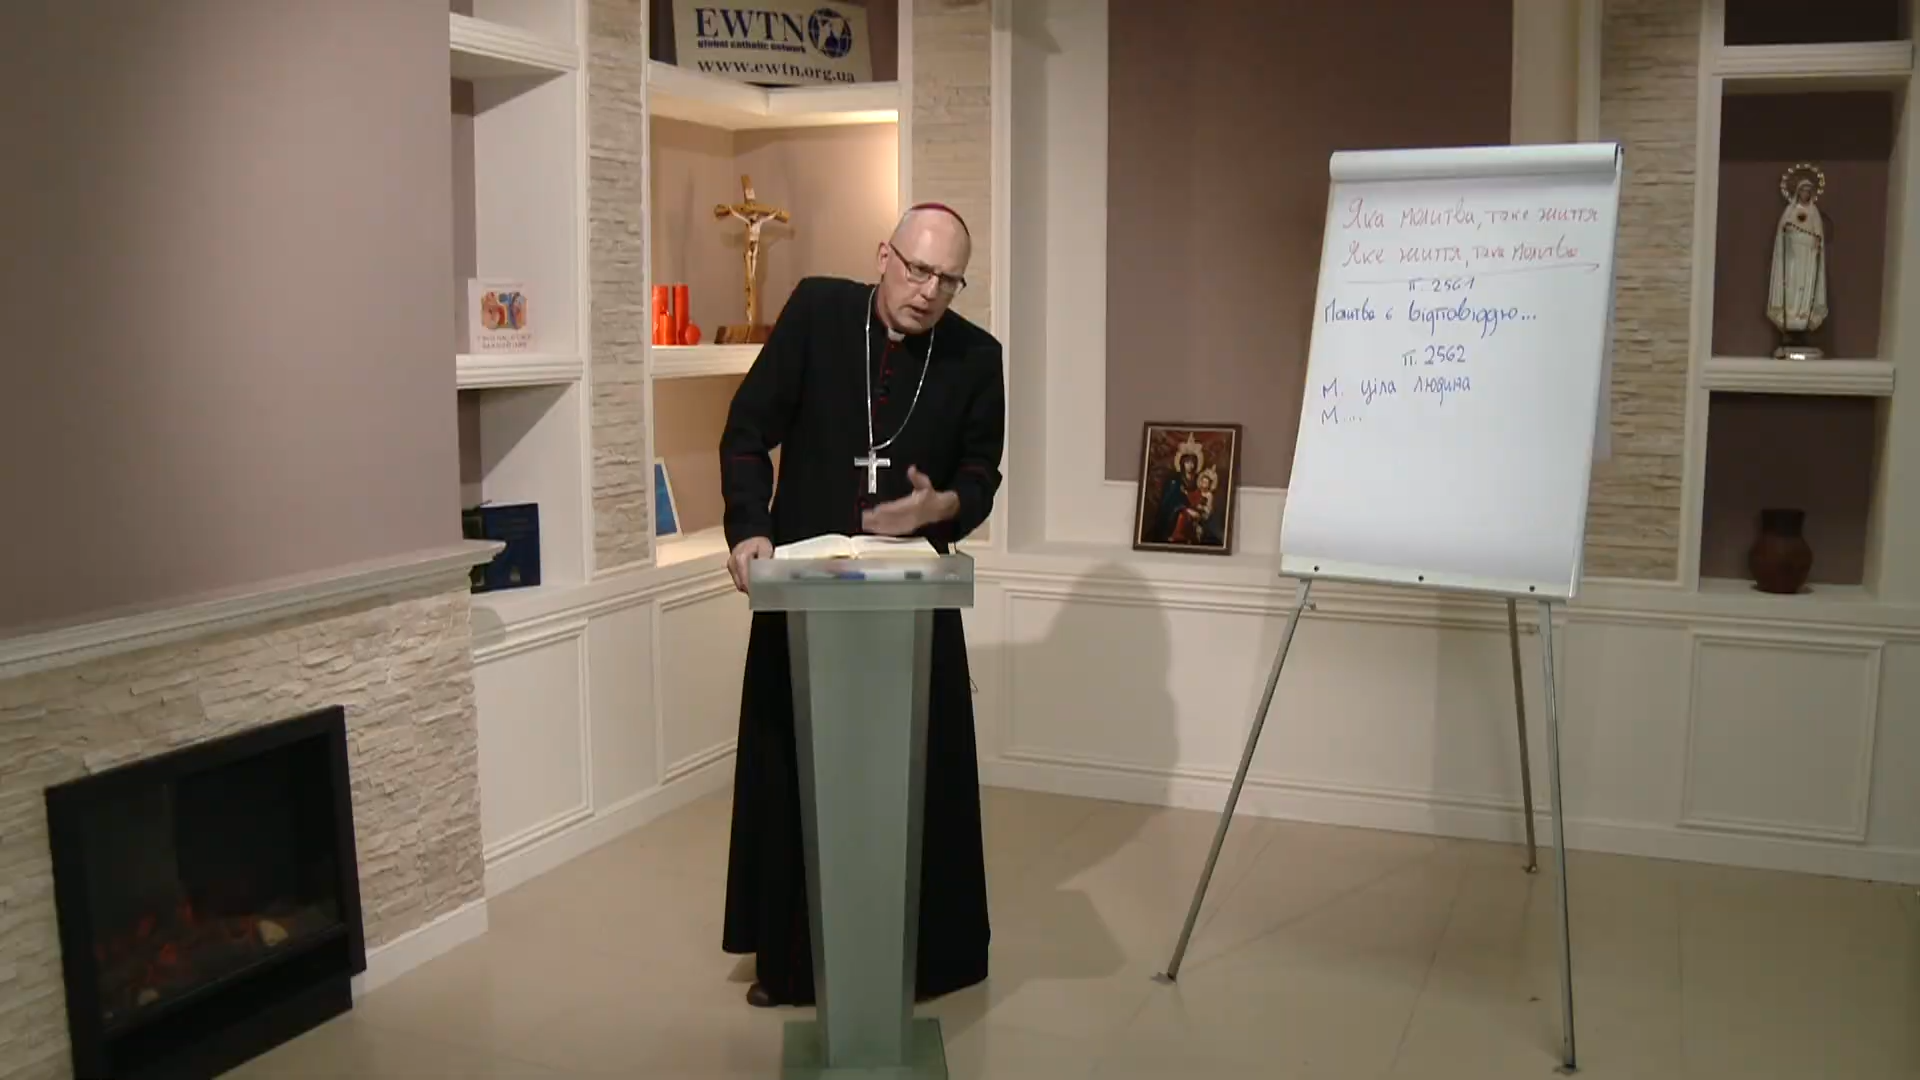 EWTN
global catholic network
www.ewtn.org.ua
Яка молитва, таке життя
Яке життя, така молитва
п. 2561
Молитва є відповіддю...
п. 2562
М. ціла людина
М...